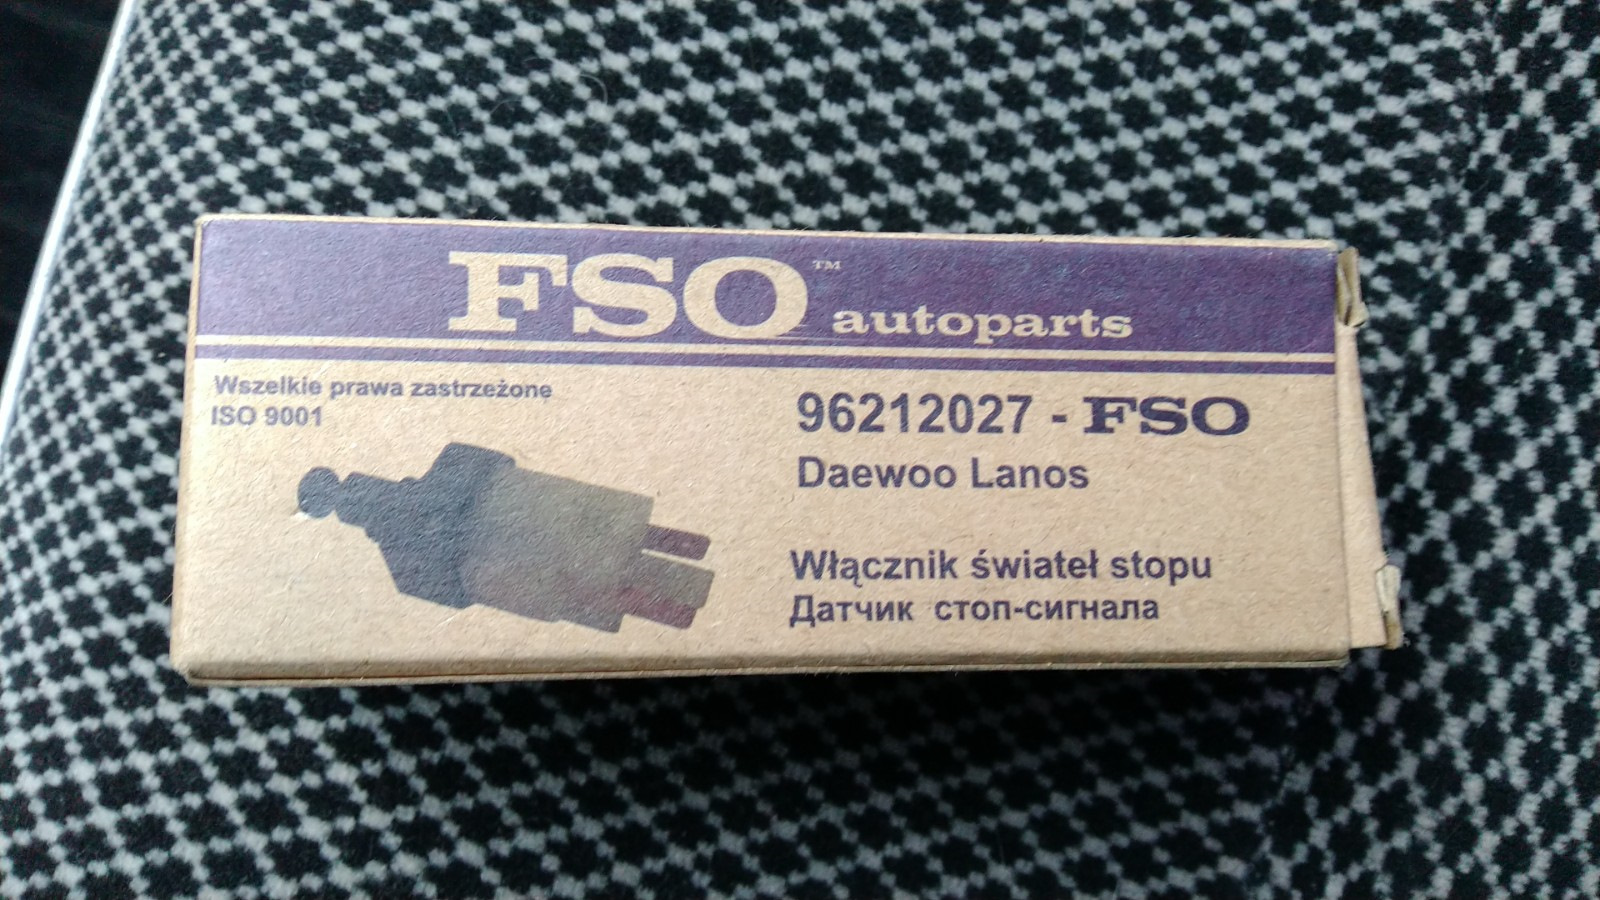 FSO™ autoparts
Wszelkie prawa zastrzeżone
ISO 9001
96212027 - FSO
Daewoo Lanos
Włącznik świateł stopu
Датчик стоп-сигнала